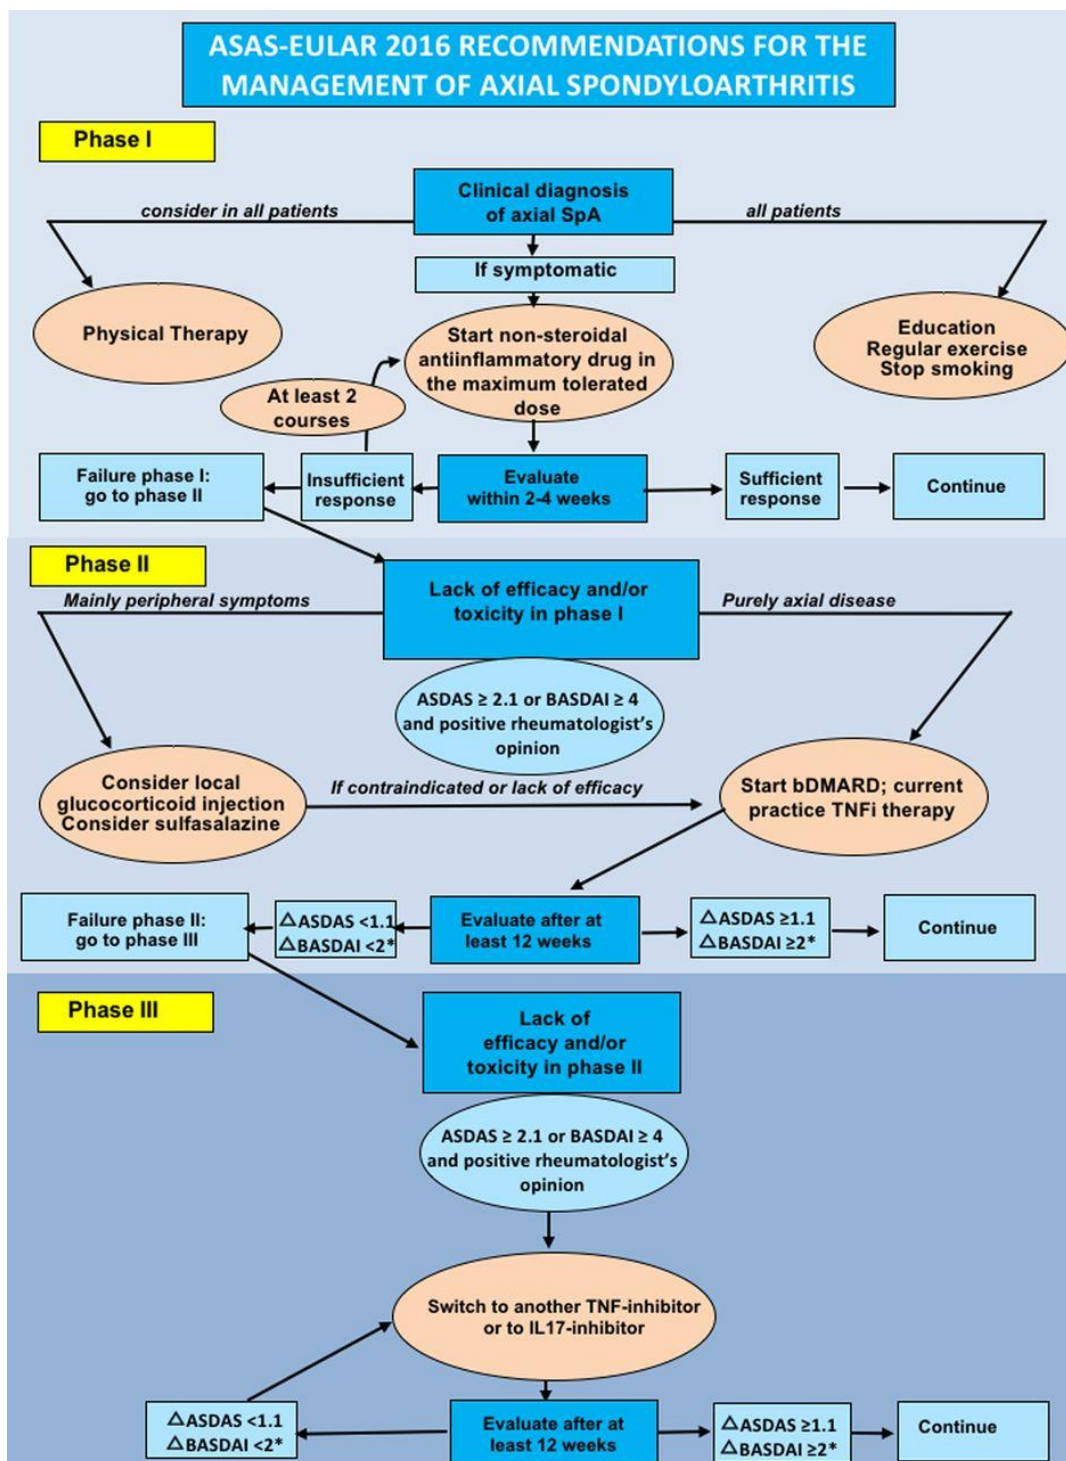 ASAS-EULAR 2016 RECOMMENDATIONS FOR THE
MANAGEMENT OF AXIAL SPONDYLOARTHRITIS
Phase I
Clinical diagnosis
of axial SpA
consider in all patients
all patients
If symptomatic
Physical Therapy
Start non-steroidal
antiinflammatory drug in
the maximum tolerated
dose
Education
Regular exercise
Stop smoking
At least 2
courses
Failure phase I:
go to phase II
Insufficient
response
Evaluate
within 2-4 weeks
Sufficient
response
Continue
Phase II
Lack of efficacy and/or
toxicity in phase I
Mainly peripheral symptoms
Purely axial disease
ASDAS ≥ 2.1 or BASDAI ≥ 4
and positive rheumatologist's
opinion
Consider local
glucocorticoid injection
Consider sulfasalazine
If contraindicated or lack of efficacy
Start bDMARD; current
practice TNFi therapy
Failure phase II:
go to phase III
△ASDAS <1.1
△BASDAI <2*
Evaluate after at
least 12 weeks
△ASDAS ≥1.1
△BASDAI ≥2*
Continue
Phase III
Lack of
efficacy and/or
toxicity in phase II
ASDAS ≥ 2.1 or BASDAI ≥ 4
and positive rheumatologist's
opinion
Switch to another TNF-inhibitor
or to IL17-inhibitor
△ASDAS <1.1
△BASDAI <2*
Evaluate after at
least 12 weeks
△ASDAS ≥1.1
△BASDAI ≥2*
Continue